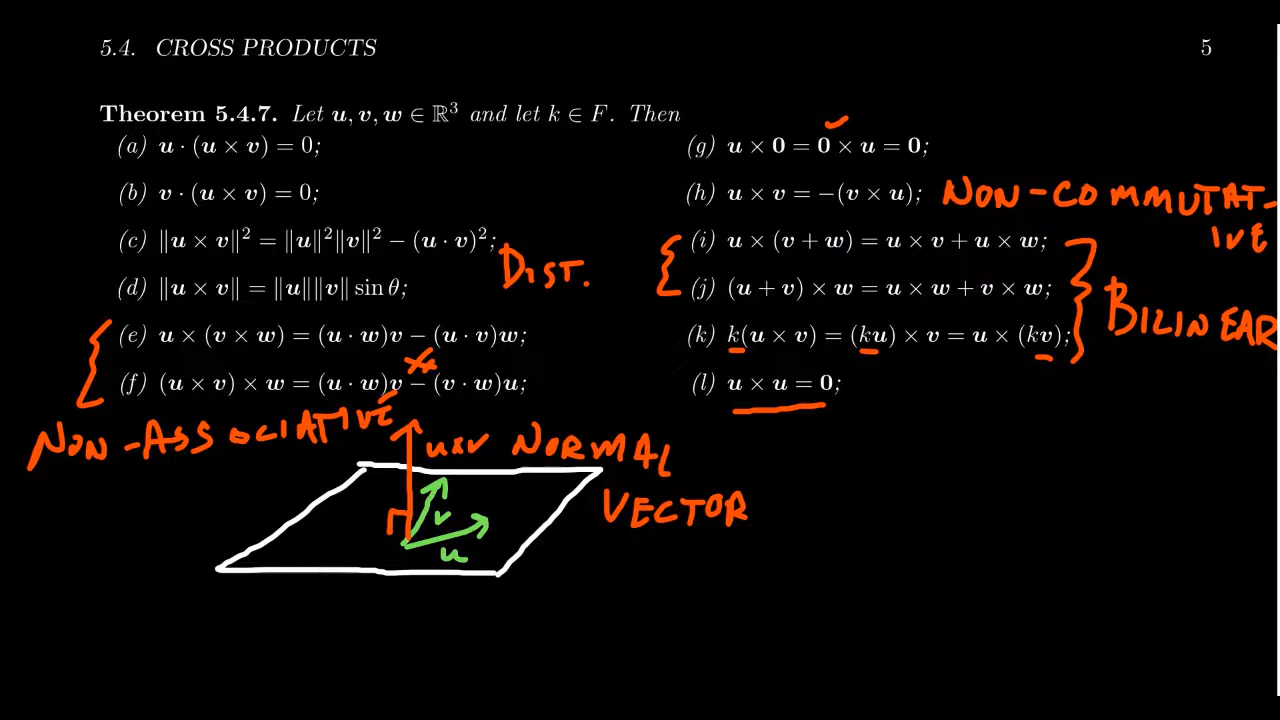 5.4. CROSS PRODUCTS 5
Theorem 5.4.7. Let u, v, w ∈ ℝ³ and let k ∈ F. Then
(a) u · (u × v) = 0;
(b) v · (u × v) = 0;
(c) ‖u × v‖² = ‖u‖²‖v‖² − (u · v)²;
(d) ‖u × v‖ = ‖u‖‖v‖ sin θ;
(e) u × (v × w) = (u · w)v − (u · v)w;
(f) (u × v) × w = (u · w)v − (v · w)u;
(g) u × 0 = 0 × u = 0;
(h) u × v = −(v × u);
(i) u × (v + w) = u × v + u × w;
(j) (u + v) × w = u × w + v × w;
(k) k(u × v) = (ku) × v = u × (kv);
(l) u × u = 0;
NON-COMMUTAT-
IVE
DIST.
BILINEAR
NON-ASSOCIATIVE
u×v NORMAL
VECTOR
v
u